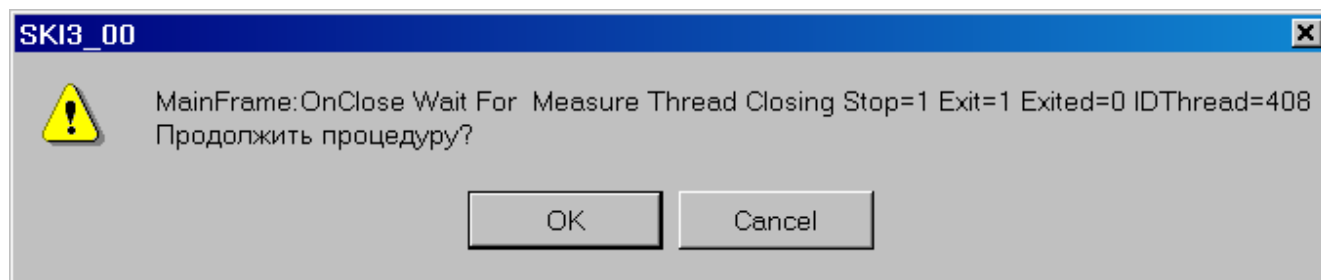 SKI3_00
MainFrame:OnClose Wait For  Measure Thread Closing Stop=1 Exit=1 Exited=0 IDThread=408
Продолжить процедуру?
OK
Cancel